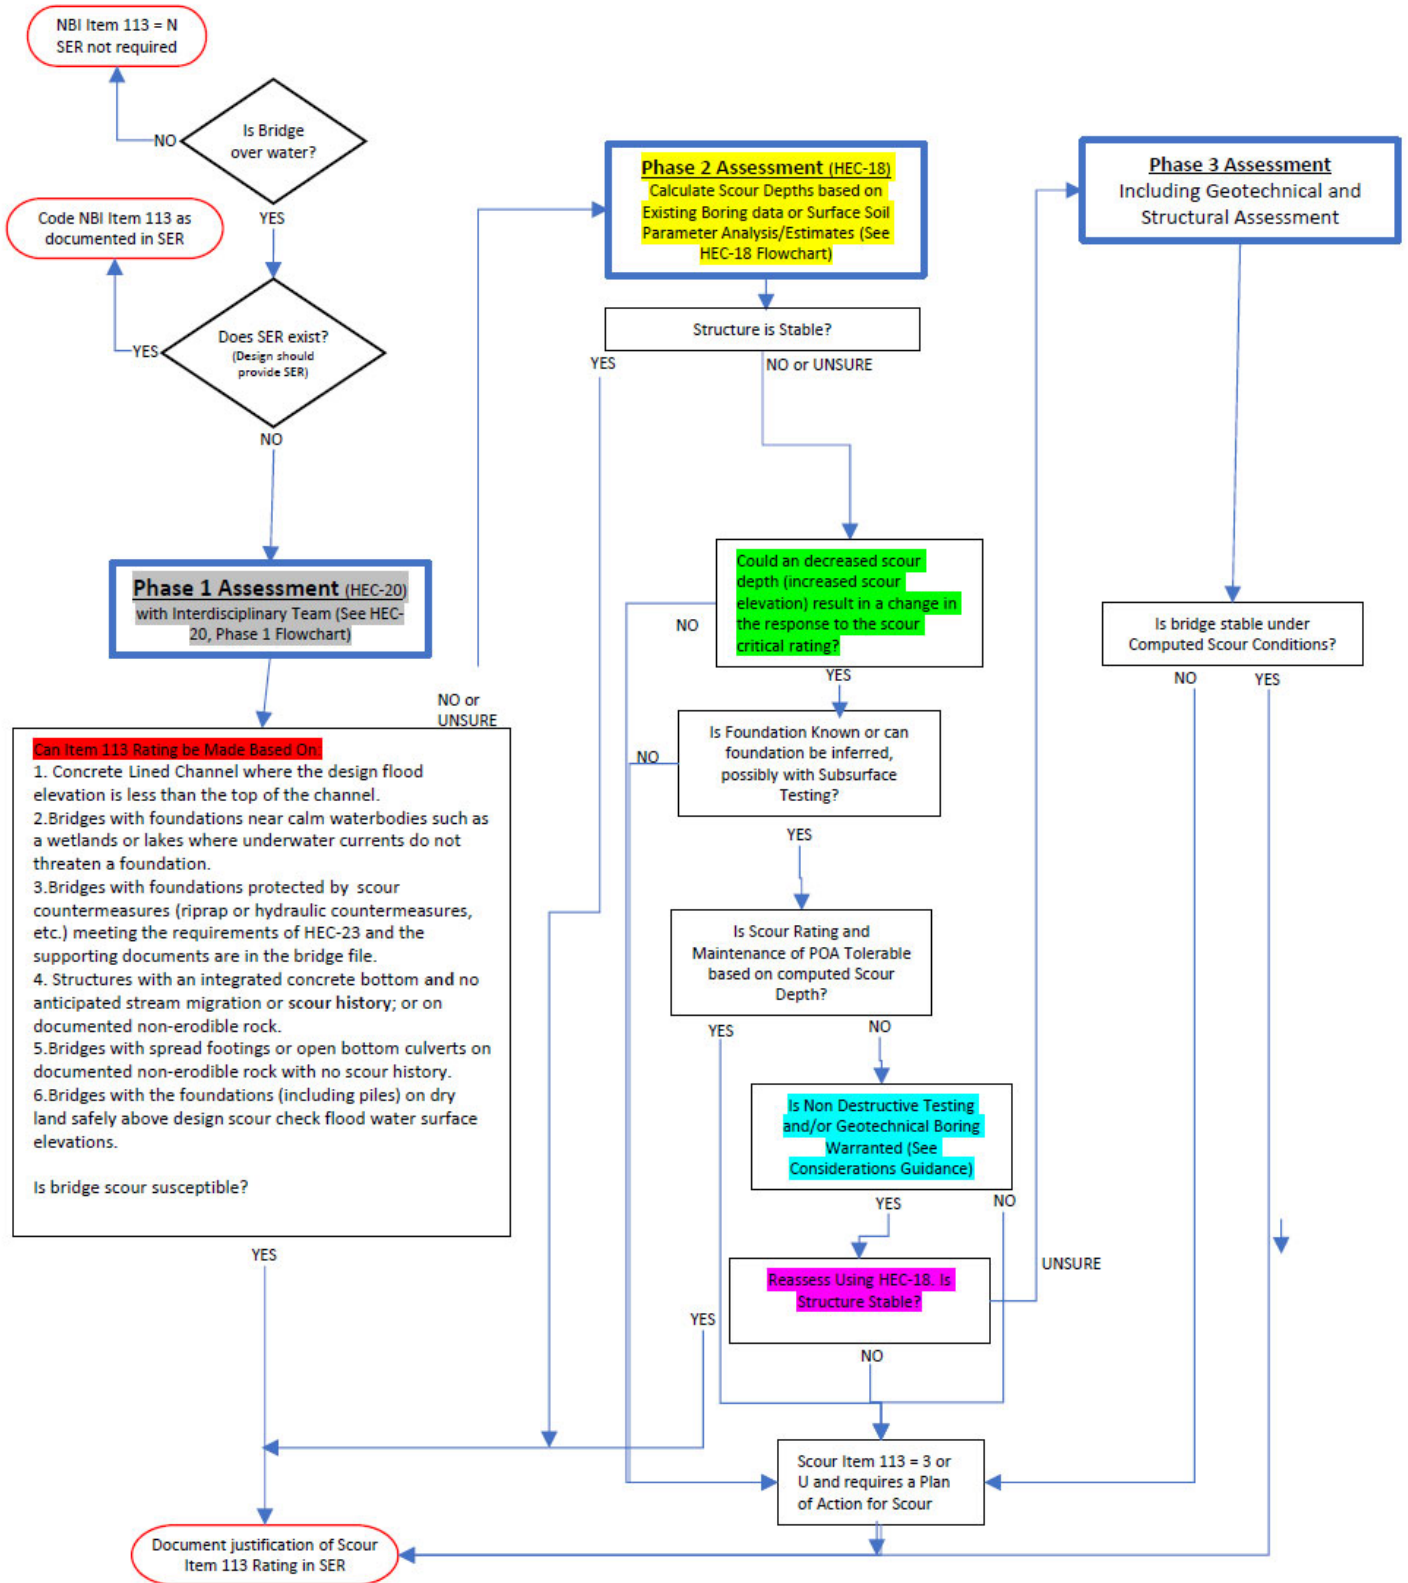 NBI Item 113 = N
SER not required
Is Bridge
over water?
NO
YES
Code NBI Item 113 as
documented in SER
Does SER exist?
(Design should
provide SER)
YES
NO
Phase 1 Assessment (HEC-20)
with Interdisciplinary Team (See HEC-
20, Phase 1 Flowchart)
NO or
UNSURE
Can Item 113 Rating be Made Based On:
1. Concrete Lined Channel where the design flood
elevation is less than the top of the channel.
2.Bridges with foundations near calm waterbodies such as
a wetlands or lakes where underwater currents do not
threaten a foundation.
3.Bridges with foundations protected by scour
countermeasures (riprap or hydraulic countermeasures,
etc.) meeting the requirements of HEC-23 and the
supporting documents are in the bridge file.
4. Structures with an integrated concrete bottom and no
anticipated stream migration or scour history; or on
documented non-erodible rock.
5.Bridges with spread footings or open bottom culverts on
documented non-erodible rock with no scour history.
6.Bridges with the foundations (including piles) on dry
land safely above design scour check flood water surface
elevations.
Is bridge scour susceptible?
YES
Phase 2 Assessment (HEC-18)
Calculate Scour Depths based on
Existing Boring data or Surface Soil
Parameter Analysis/Estimates (See
HEC-18 Flowchart)
Structure is Stable?
YES
NO or UNSURE
Could an decreased scour
depth (increased scour
elevation) result in a change in
the response to the scour
critical rating?
NO
YES
Is Foundation Known or can
foundation be inferred,
possibly with Subsurface
Testing?
NO
YES
Is Scour Rating and
Maintenance of POA Tolerable
based on computed Scour
Depth?
YES
NO
Is Non Destructive Testing
and/or Geotechnical Boring
Warranted (See
Considerations Guidance)
YES
NO
Reassess Using HEC-18. Is
Structure Stable?
YES
NO
UNSURE
Phase 3 Assessment
Including Geotechnical and
Structural Assessment
Is bridge stable under
Computed Scour Conditions?
NO
YES
Scour Item 113 = 3 or
U and requires a Plan
of Action for Scour
Document justification of Scour
Item 113 Rating in SER